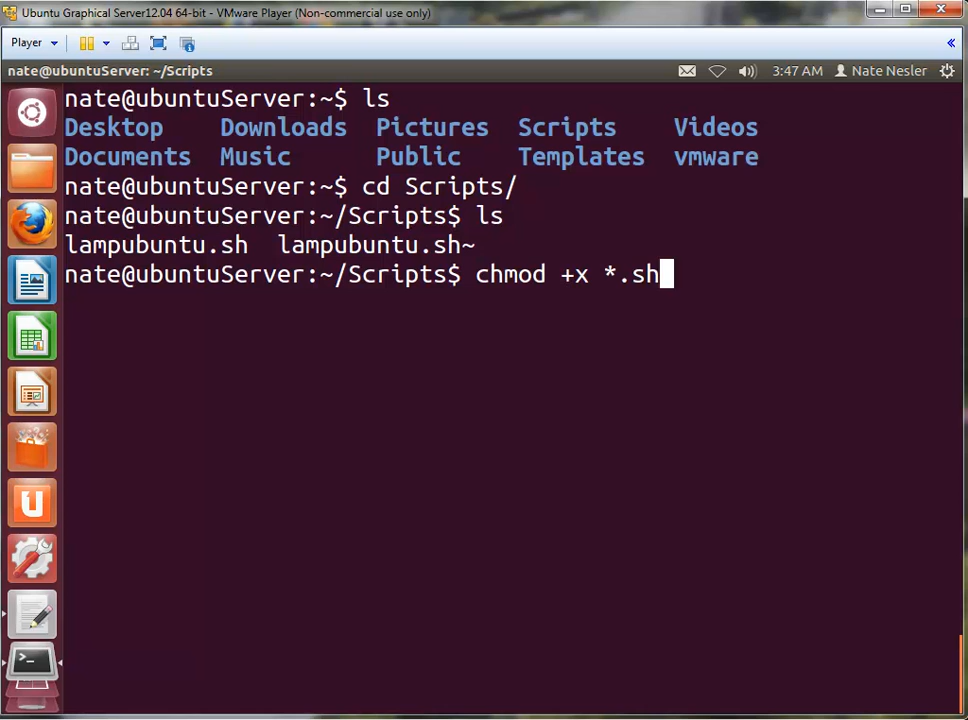 Ubuntu Graphical Server12.04 64-bit - VMware Player (Non-commercial use only)
Player
nate@ubuntuServer: ~/Scripts 3:47 AM Nate Nesler
nate@ubuntuServer:~$ ls
Desktop Downloads Pictures Scripts Videos
Documents Music Public Templates vmware
nate@ubuntuServer:~$ cd Scripts/
nate@ubuntuServer:~/Scripts$ ls
lampubuntu.sh lampubuntu.sh~
nate@ubuntuServer:~/Scripts$ chmod +x *.sh